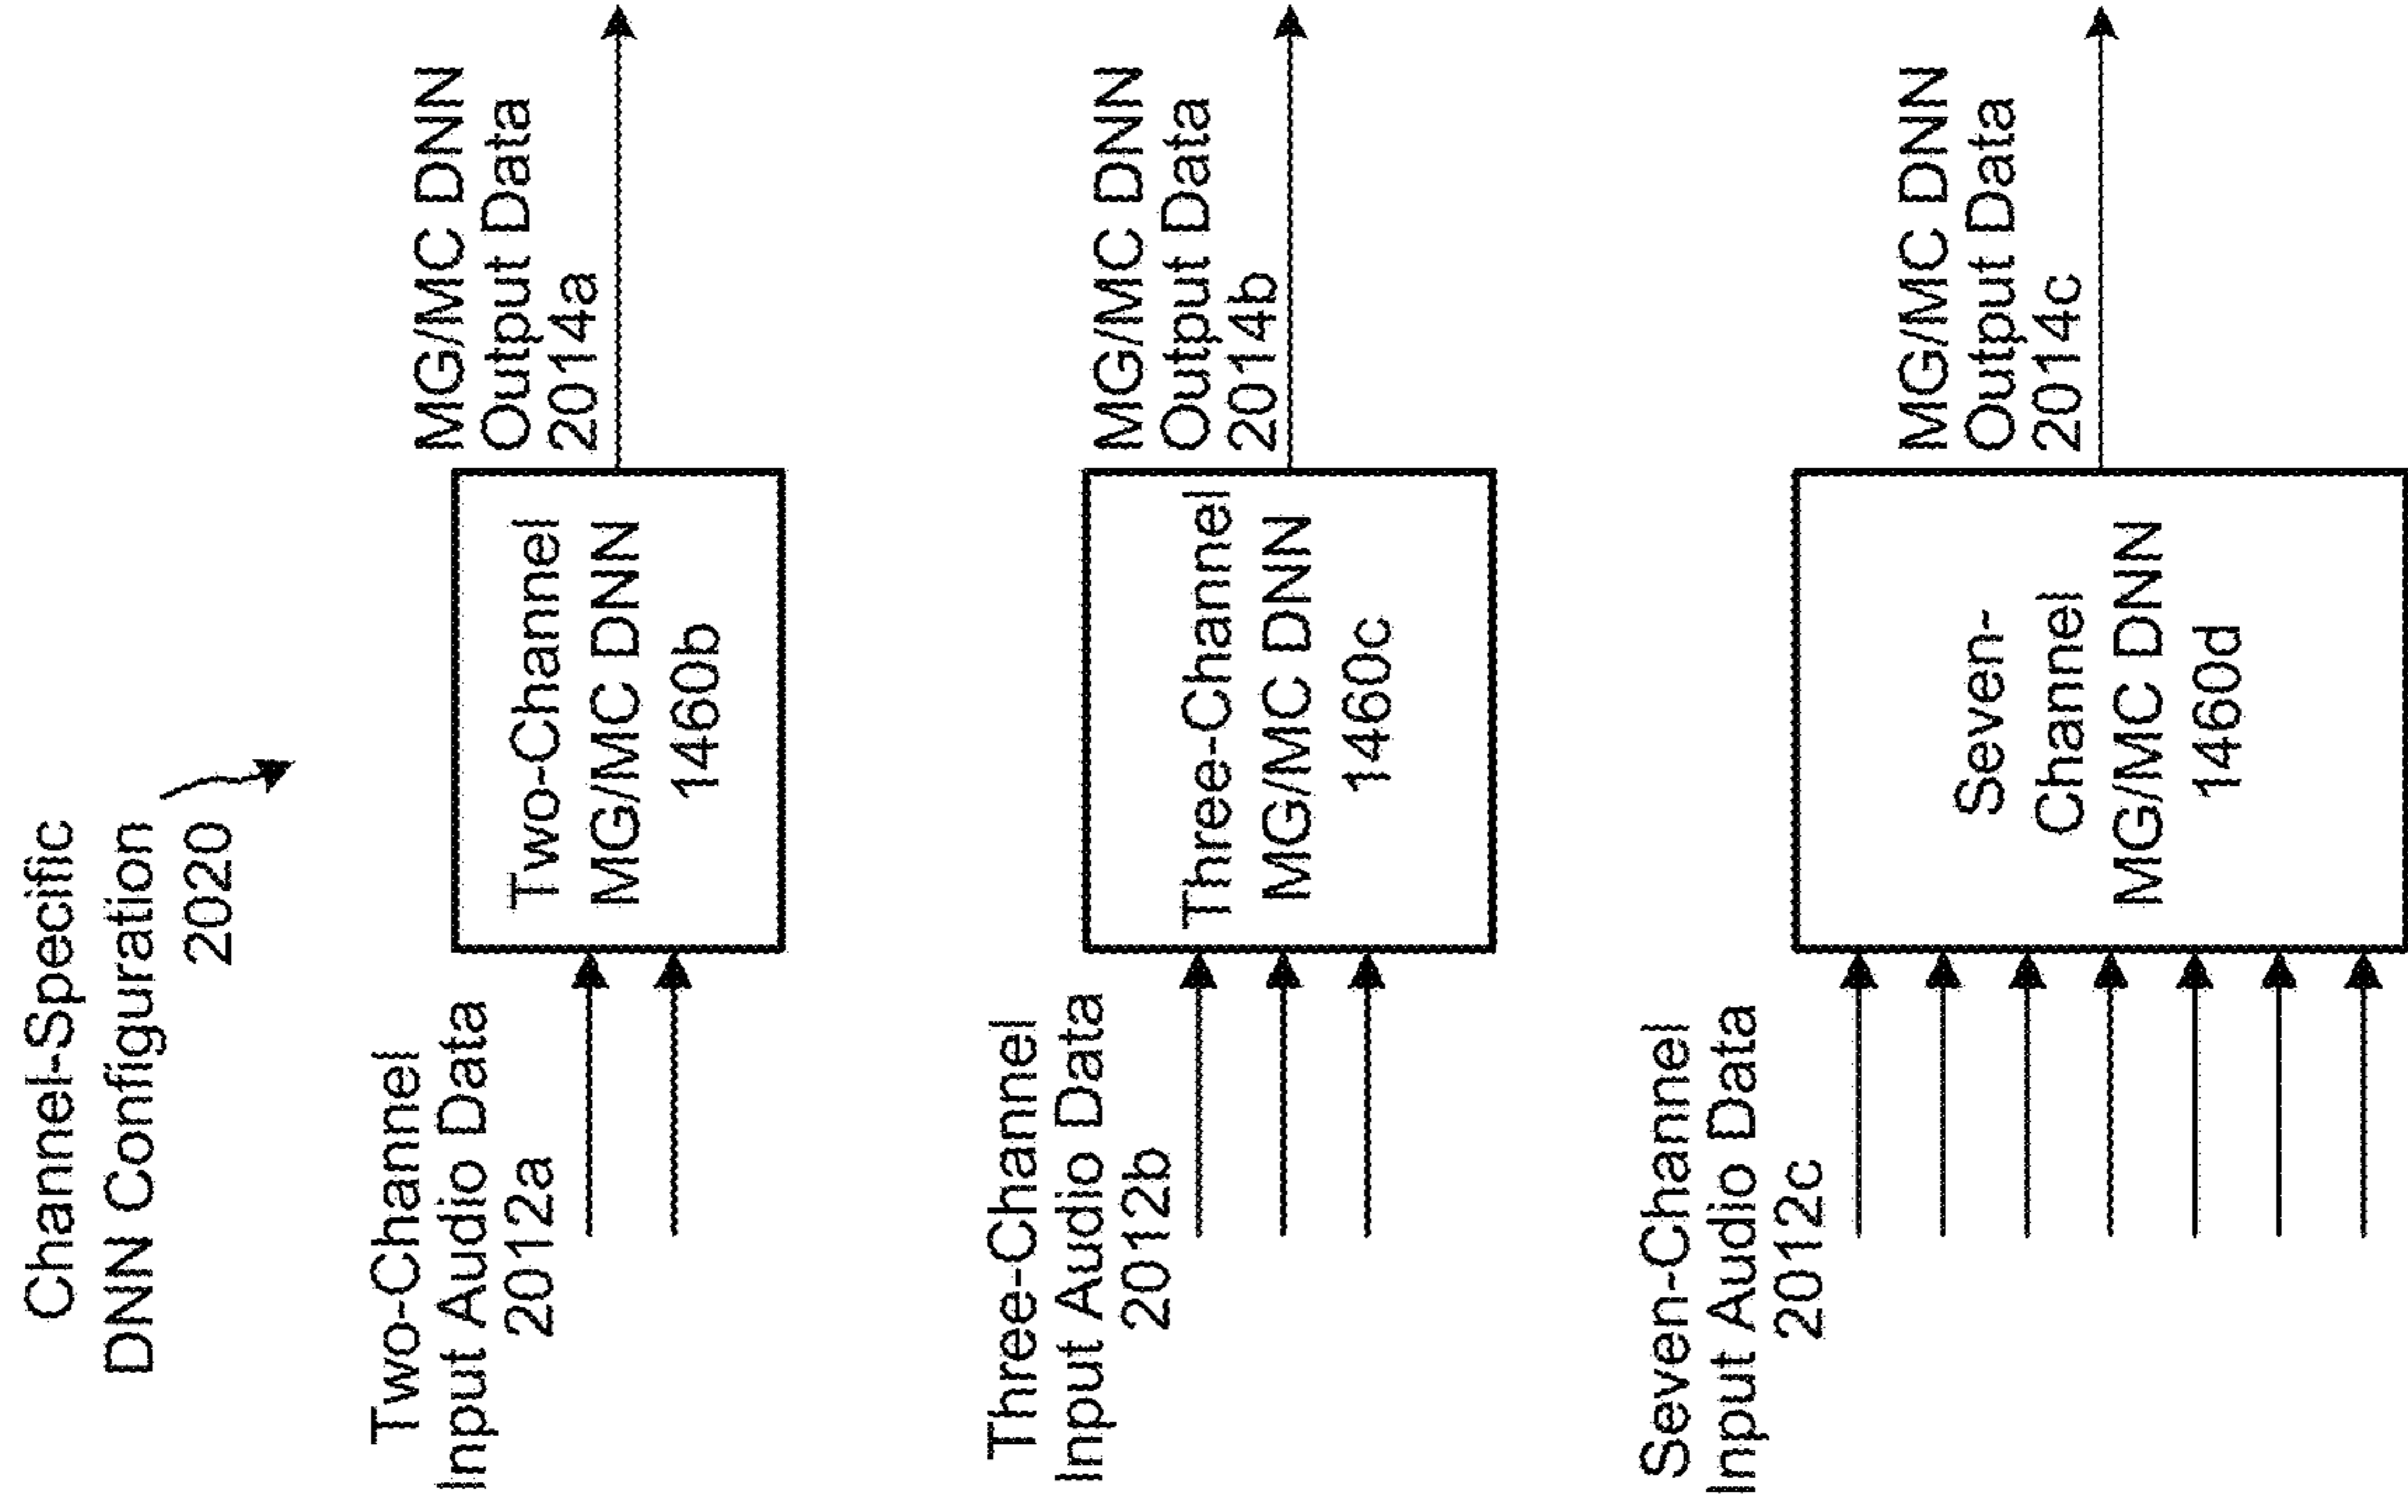 Channel-Specific
DNN Configuration
2020
Two-Channel
Input Audio Data
2012a
Two-Channel
MG/MC DNN
1460b
MG/MC DNN
Output Data
2014a
Three-Channel
Input Audio Data
2012b
Three-Channel
MG/MC DNN
1460c
MG/MC DNN
Output Data
2014b
Seven-Channel
Input Audio Data
2012c
Seven-
Channel
MG/MC DNN
1460d
MG/MC DNN
Output Data
2014c